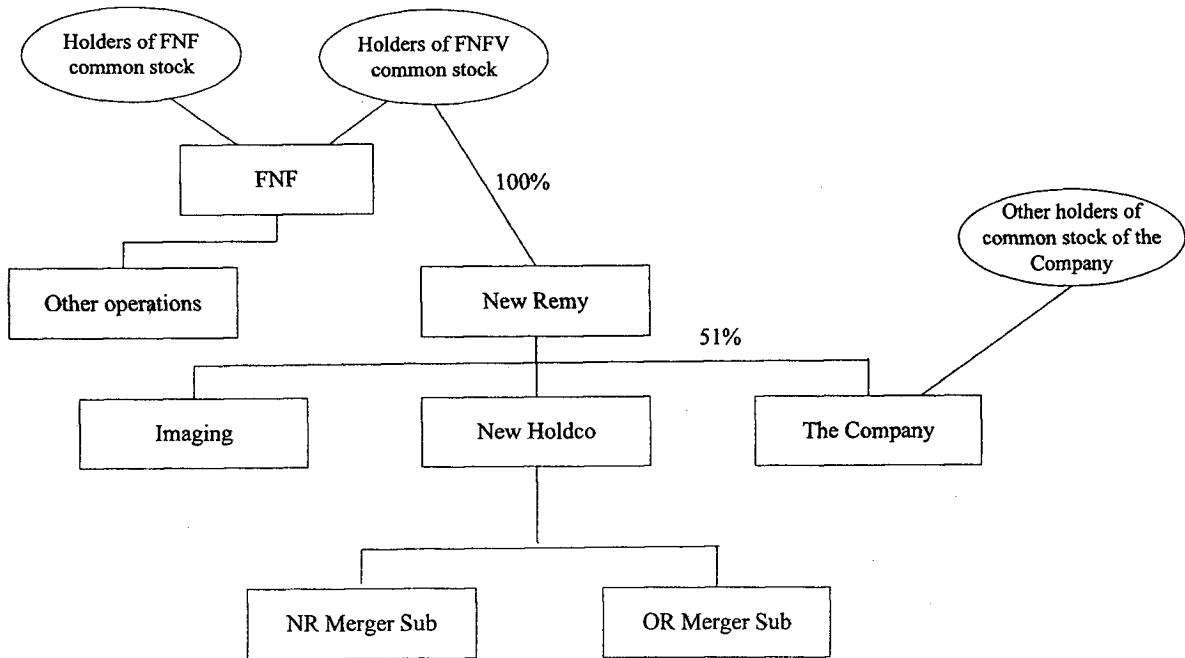 Holders of FNF
common stock
Holders of FNFV
common stock
FNF
100%
Other holders of
common stock of the
Company
Other operations
New Remy
51%
Imaging
New Holdco
The Company
NR Merger Sub
OR Merger Sub